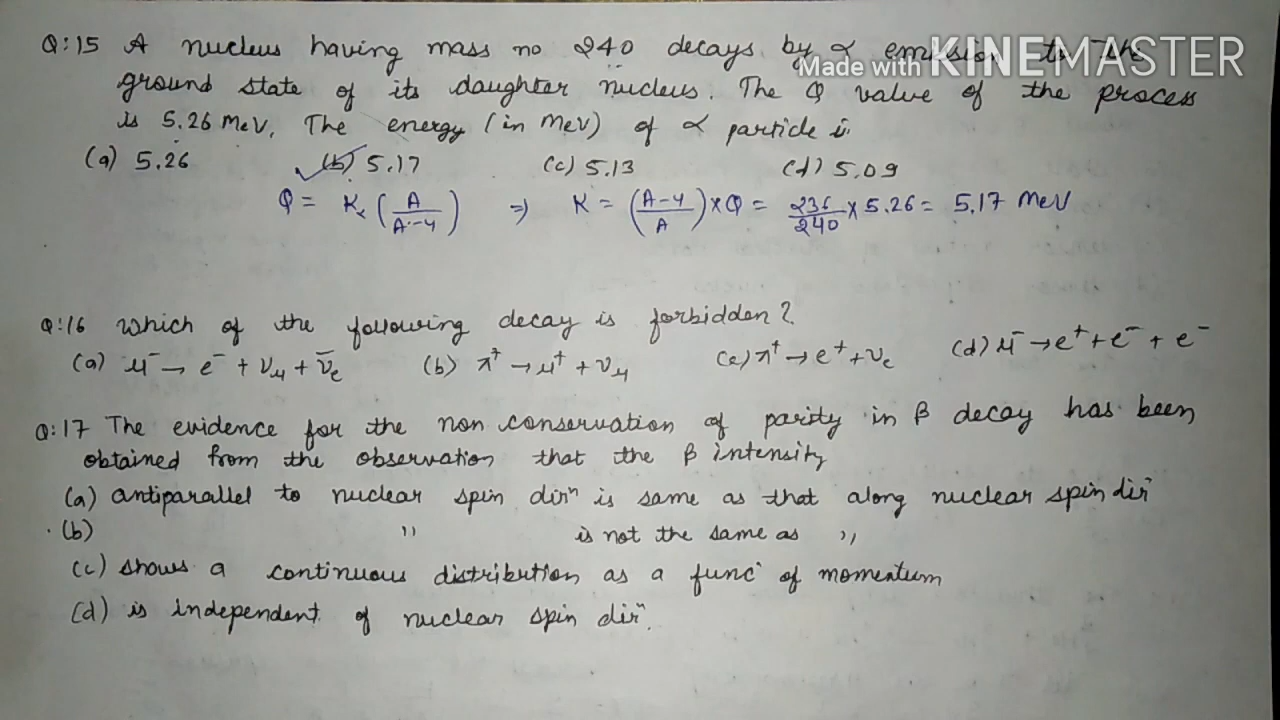 Q:15 A nucleus having mass no 240 decays by α emission to the
Made with KINEMASTER
ground state of its daughter nucleus. The Q value of the process
is 5.26 MeV. The energy (in MeV) of α particle is
(a) 5.26 (b) 5.17 (c) 5.13 (d) 5.09
Q = Kα (A/A-4) ⇒ K = (A-4/A) × Q = 236/240 × 5.26 = 5.17 MeV
Q:16 which of the following decay is forbidden?
(a) μ⁻ → e⁻ + νμ + ν̄e (b) π⁺ → μ⁺ + νμ (c) π⁺ → e⁺ + νe (d) μ⁻ → e⁺ + e⁻ + e⁻
Q:17 The evidence for the non conservation of parity in β decay has been
obtained from the observation that the β intensity
(a) antiparallel to nuclear spin dirⁿ is same as that along nuclear spin dirⁿ
(b) " is not the same as "
(c) shows a continuous distribution as a funcⁿ of momentum
(d) is independent of nuclear spin dirⁿ.